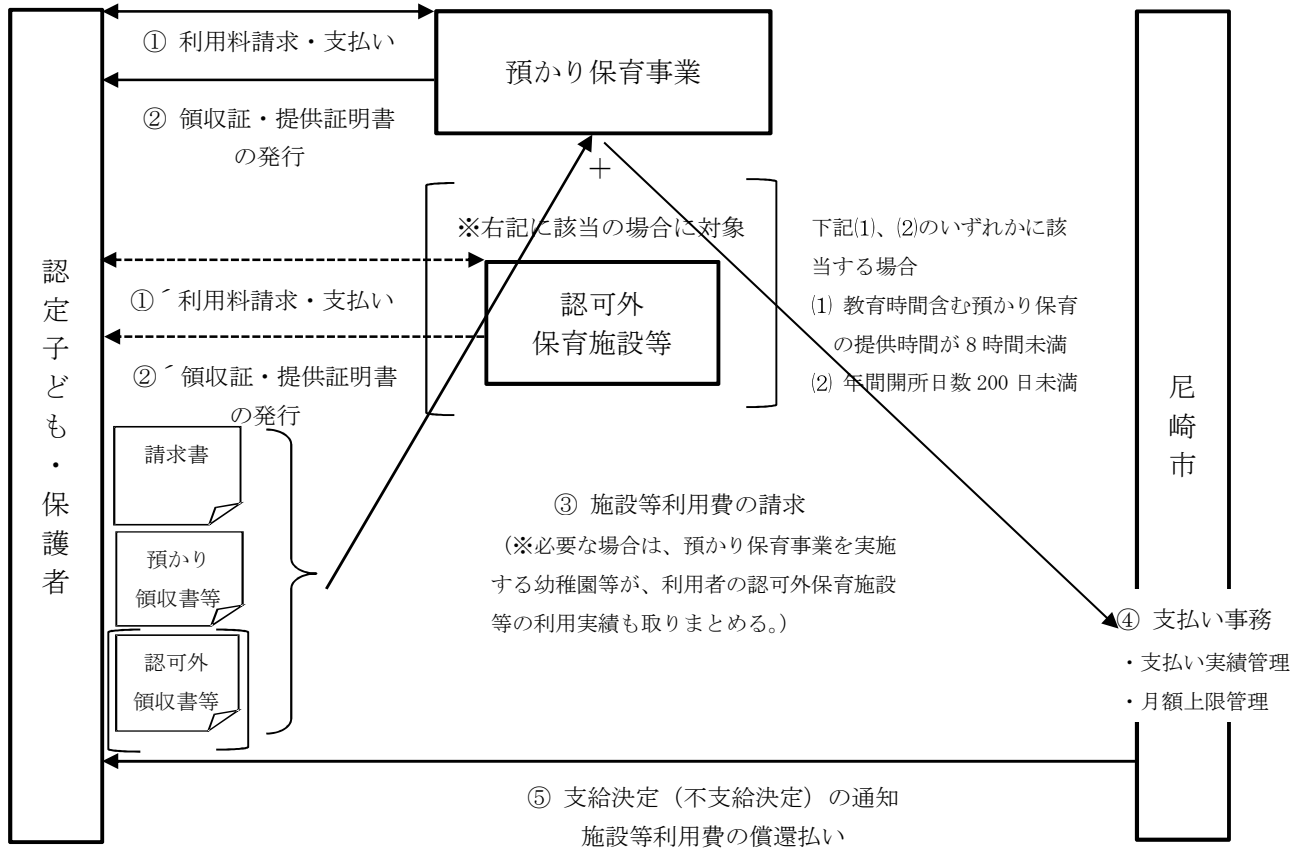 ① 利用料請求・支払い
預かり保育事業
② 領収証・提供証明書
の発行
+
※右記に該当の場合に対象
下記⑴、⑵のいずれかに該
当する場合
⑴ 教育時間含む預かり保育
の提供時間が 8 時間未満
⑵ 年間開所日数 200 日未満
認定子ども・保護者
①´利用料請求・支払い
認可外
保育施設等
②´領収証・提供証明書
の発行
尼崎市
請求書
預かり
領収書等
認可外
領収書等
③ 施設等利用費の請求
(※必要な場合は、預かり保育事業を実施
する幼稚園等が、利用者の認可外保育施設
等の利用実績も取りまとめる。)
④ 支払い事務
・支払い実績管理
・月額上限管理
⑤ 支給決定（不支給決定）の通知
施設等利用費の償還払い